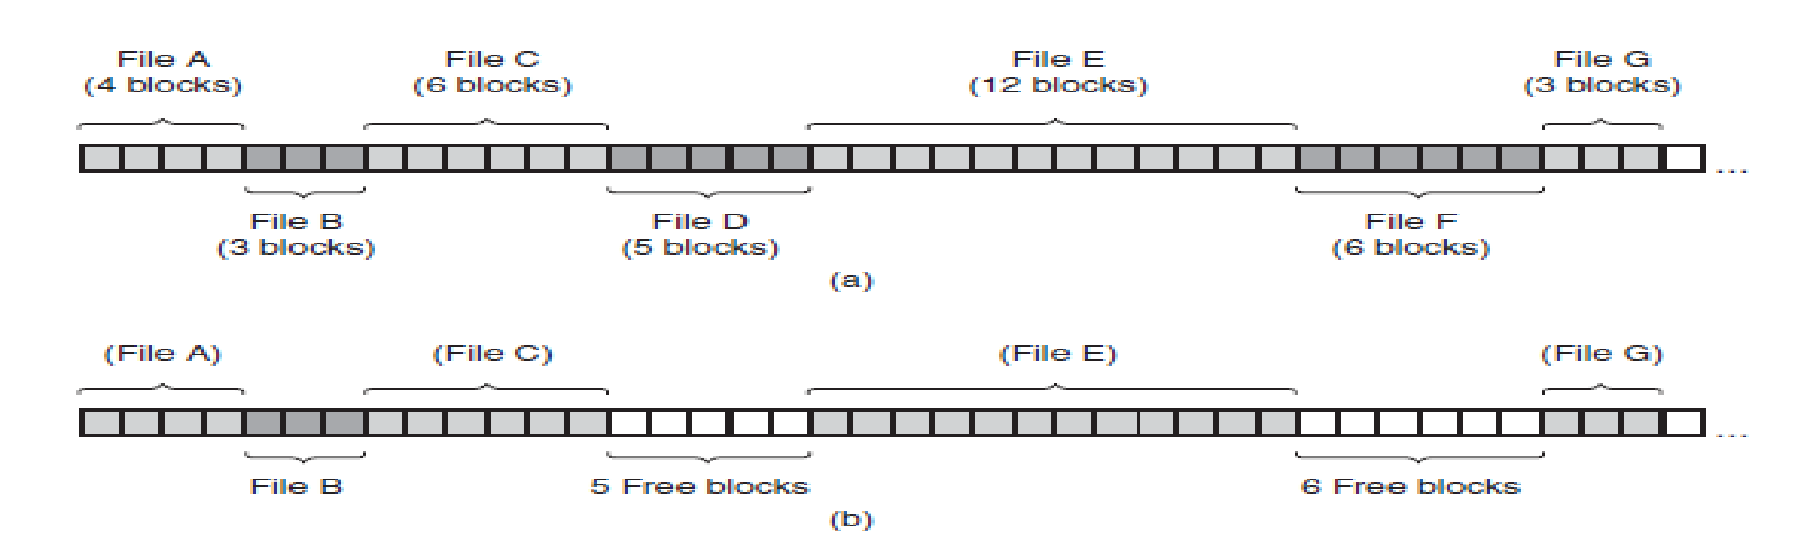 File A
(4 blocks)
File C
(6 blocks)
File E
(12 blocks)
File G
(3 blocks)
...
File B
(3 blocks)
File D
(5 blocks)
File F
(6 blocks)
(a)
(File A)
(File C)
(File E)
(File G)
...
File B
5 Free blocks
6 Free blocks
(b)